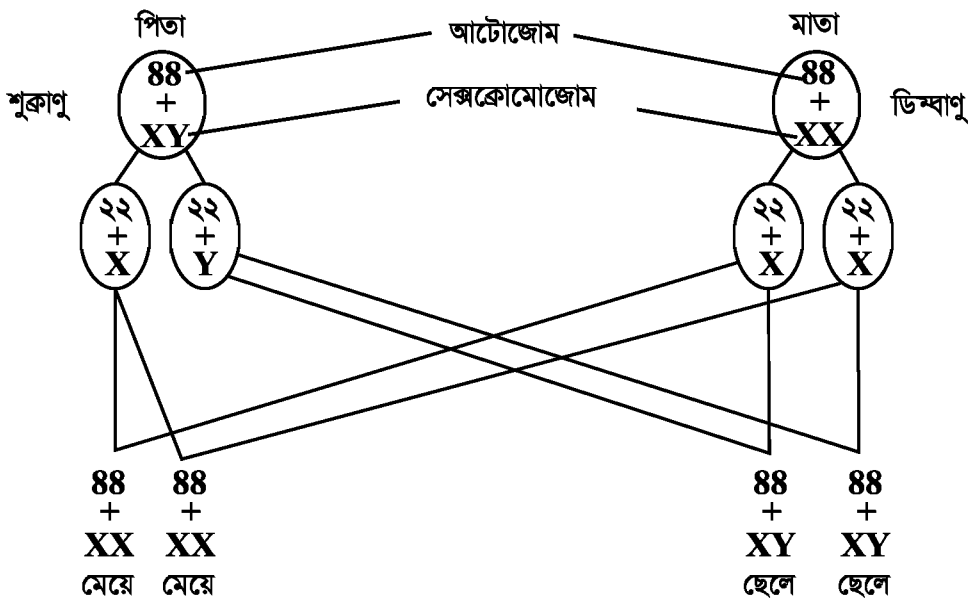 পিতা
মাতা
আটোজোম
৪৪
+
XY
৪৪
+
XX
সেক্সক্রোমোজোম
শুক্রাণু
ডিম্বাণু
২২
+
X
২২
+
Y
২২
+
X
২২
+
X
৪৪
+
XX
মেয়ে
৪৪
+
XX
মেয়ে
৪৪
+
XY
ছেলে
৪৪
+
XY
ছেলে